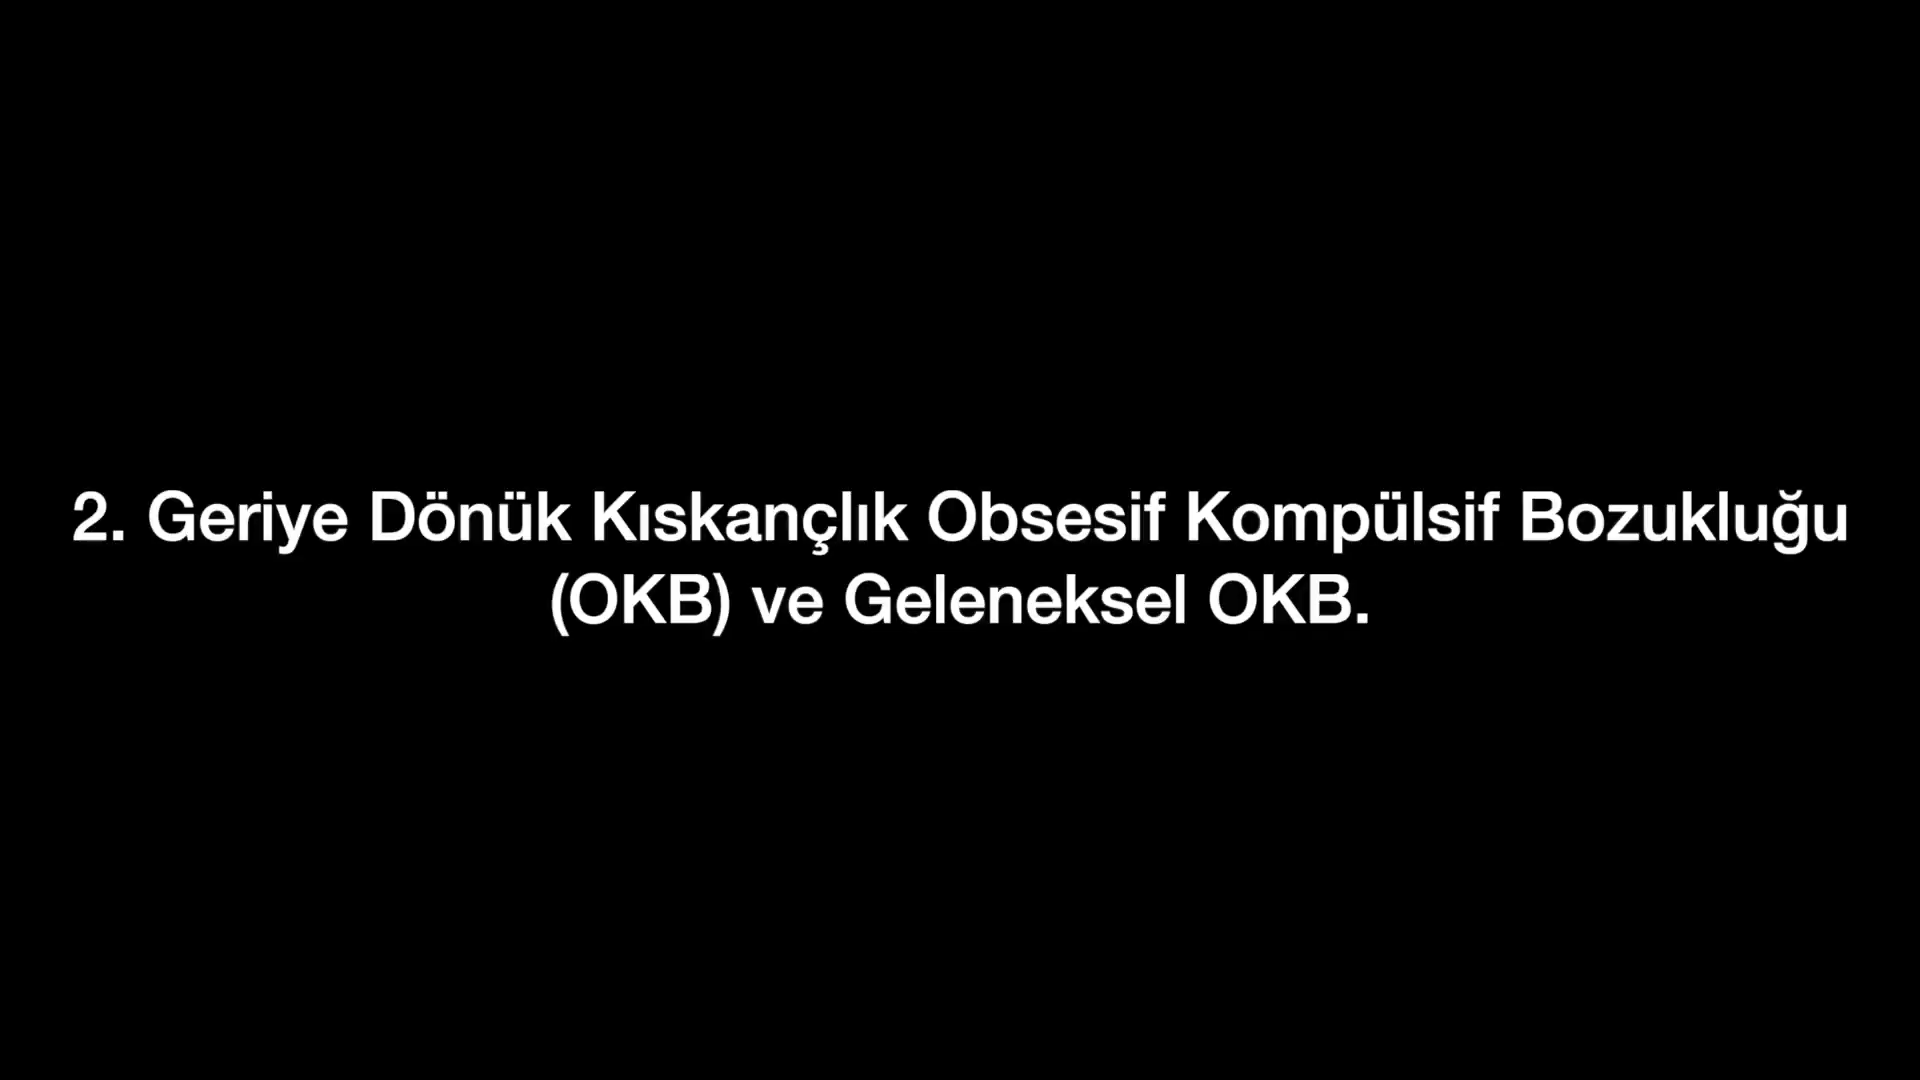 2. Geriye Dönük Kıskançlık Obsesif Kompülsif Bozukluğu
(OKB) ve Geleneksel OKB.